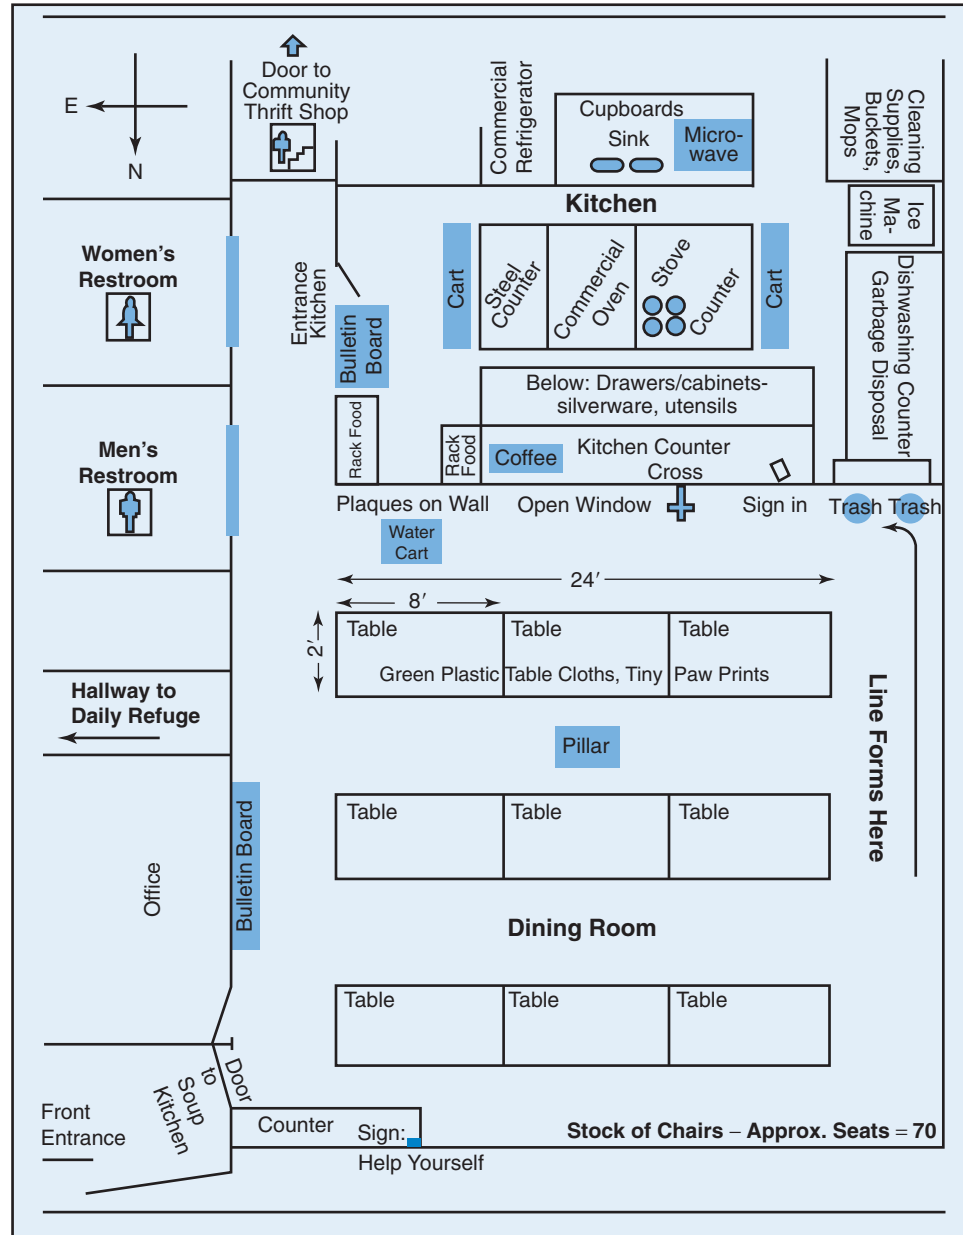 E
N
Door to
Community
Thrift Shop
Commercial
Refrigerator
Cupboards
Sink
Micro-
wave
Cleaning
Supplies,
Buckets,
Mops
Kitchen
Ice
Ma-
chine
Women's
Restroom
Entrance
Kitchen
Bulletin
Board
Cart
Steel
Counter
Commercial
Oven
Stove
Counter
Cart
Dishwashing Counter
Garbage Disposal
Below: Drawers/cabinets-
silverware, utensils
Men's
Restroom
Rack Food
Rack
Food
Coffee
Kitchen Counter
Cross
Plaques on Wall
Open Window
Sign in
Trash
Trash
Water
Cart
24′
8′
2′
Table
Table
Table
Green Plastic
Table Cloths, Tiny
Paw Prints
Hallway to
Daily Refuge
Line Forms Here
Pillar
Table
Table
Table
Office
Bulletin Board
Dining Room
Table
Table
Table
Door
to
Soup
Kitchen
Front
Entrance
Counter
Sign:
Help Yourself
Stock of Chairs – Approx. Seats = 70